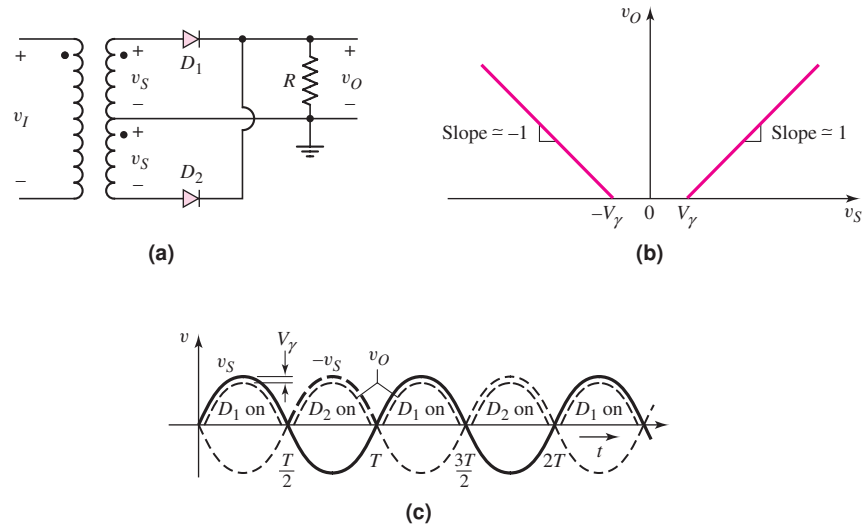 + v_I −
+ v_S −
+ v_S −
D_1
D_2
R
+ v_O −
(a)
v_O
Slope ≃ −1
Slope ≃ 1
−V_γ 0 V_γ v_S
(b)
v
V_γ
v_S −v_S v_O
D_1 on D_2 on D_1 on D_2 on D_1 on
T/2 T 3T/2 2T t
(c)